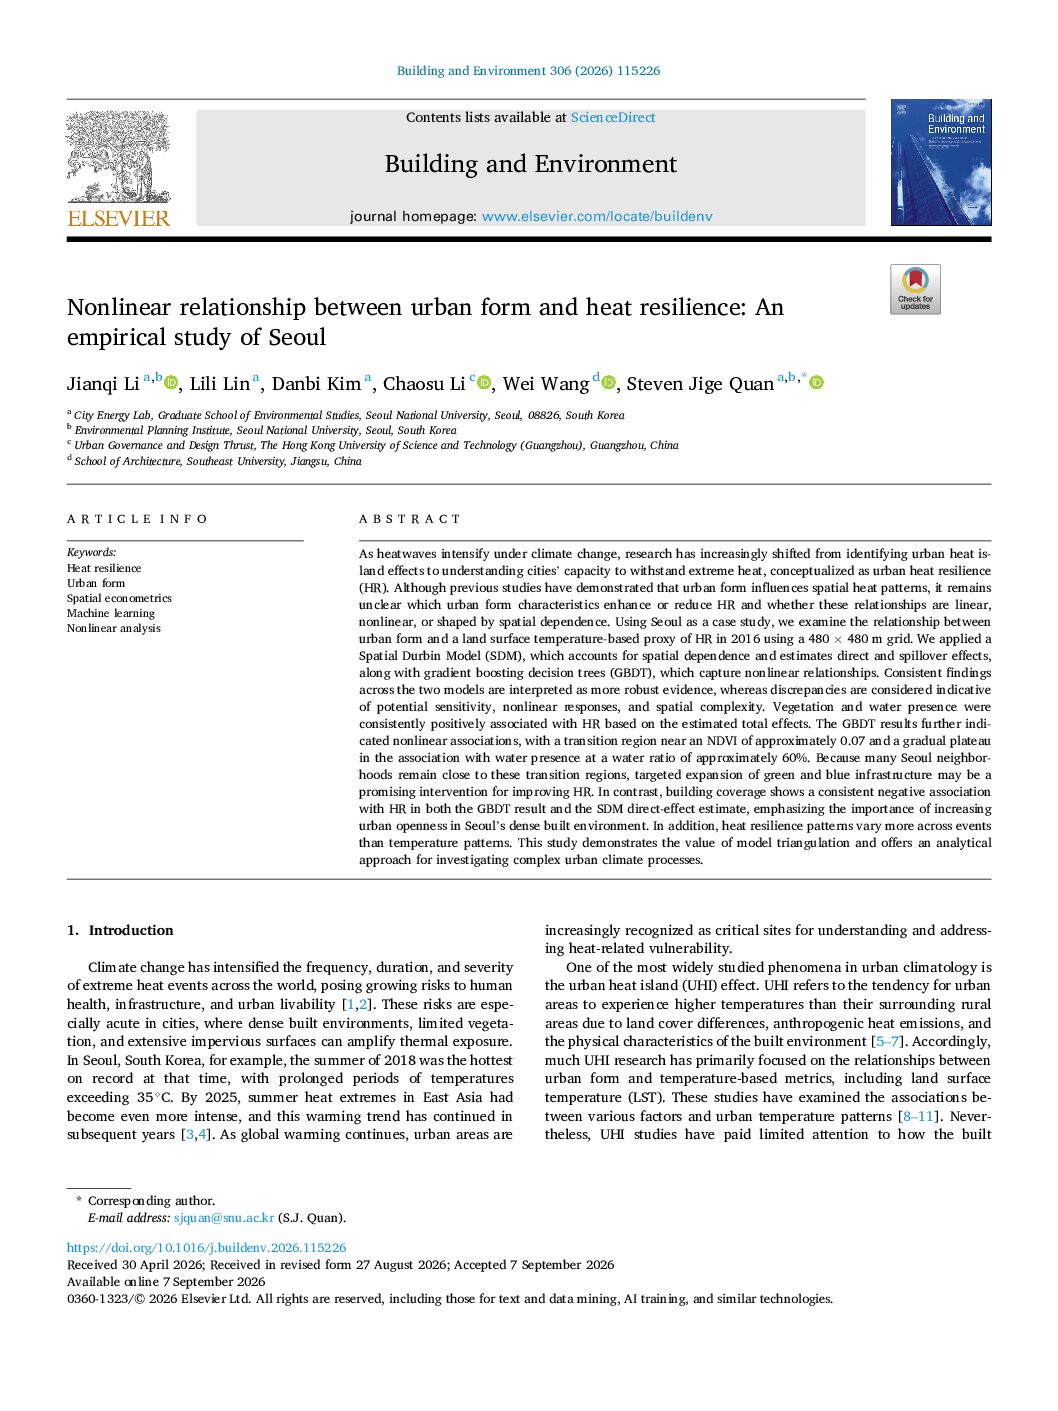 Building and Environment 306 (2026) 115226
Contents lists available at ScienceDirect
Building and Environment
journal homepage: www.elsevier.com/locate/buildenv
ELSEVIER
Building and
Environment
Check for
updates
Nonlinear relationship between urban form and heat resilience: An
empirical study of Seoul
Jianqi Li a,b, Lili Lin a, Danbi Kim a, Chaosu Li c, Wei Wang d, Steven Jige Quan a,b,*
a City Energy Lab, Graduate School of Environmental Studies, Seoul National University, Seoul, 08826, South Korea
b Environmental Planning Institute, Seoul National University, Seoul, South Korea
c Urban Governance and Design Thrust, The Hong Kong University of Science and Technology (Guangzhou), Guangzhou, China
d School of Architecture, Southeast University, Jiangsu, China
ARTICLE INFO
Keywords:
Heat resilience
Urban form
Spatial econometrics
Machine learning
Nonlinear analysis
ABSTRACT
As heatwaves intensify under climate change, research has increasingly shifted from identifying urban heat is-
land effects to understanding cities' capacity to withstand extreme heat, conceptualized as urban heat resilience
(HR). Although previous studies have demonstrated that urban form influences spatial heat patterns, it remains
unclear which urban form characteristics enhance or reduce HR and whether these relationships are linear,
nonlinear, or shaped by spatial dependence. Using Seoul as a case study, we examine the relationship between
urban form and a land surface temperature-based proxy of HR in 2016 using a 480 × 480 m grid. We applied a
Spatial Durbin Model (SDM), which accounts for spatial dependence and estimates direct and spillover effects,
along with gradient boosting decision trees (GBDT), which capture nonlinear relationships. Consistent findings
across the two models are interpreted as more robust evidence, whereas discrepancies are considered indicative
of potential sensitivity, nonlinear responses, and spatial complexity. Vegetation and water presence were
consistently positively associated with HR based on the estimated total effects. The GBDT results further indi-
cated nonlinear associations, with a transition region near an NDVI of approximately 0.07 and a gradual plateau
in the association with water presence at a water ratio of approximately 60%. Because many Seoul neighbor-
hoods remain close to these transition regions, targeted expansion of green and blue infrastructure may be a
promising intervention for improving HR. In contrast, building coverage shows a consistent negative association
with HR in both the GBDT result and the SDM direct-effect estimate, emphasizing the importance of increasing
urban openness in Seoul's dense built environment. In addition, heat resilience patterns vary more across events
than temperature patterns. This study demonstrates the value of model triangulation and offers an analytical
approach for investigating complex urban climate processes.
1. Introduction
Climate change has intensified the frequency, duration, and severity
of extreme heat events across the world, posing growing risks to human
health, infrastructure, and urban livability [1,2]. These risks are espe-
cially acute in cities, where dense built environments, limited vegeta-
tion, and extensive impervious surfaces can amplify thermal exposure.
In Seoul, South Korea, for example, the summer of 2018 was the hottest
on record at that time, with prolonged periods of temperatures
exceeding 35°C. By 2025, summer heat extremes in East Asia had
become even more intense, and this warming trend has continued in
subsequent years [3,4]. As global warming continues, urban areas are
increasingly recognized as critical sites for understanding and address-
ing heat-related vulnerability.
One of the most widely studied phenomena in urban climatology is
the urban heat island (UHI) effect. UHI refers to the tendency for urban
areas to experience higher temperatures than their surrounding rural
areas due to land cover differences, anthropogenic heat emissions, and
the physical characteristics of the built environment [5–7]. Accordingly,
much UHI research has primarily focused on the relationships between
urban form and temperature-based metrics, including land surface
temperature (LST). These studies have examined the associations be-
tween various factors and urban temperature patterns [8–11]. Never-
theless, UHI studies have paid limited attention to how the built
* Corresponding author.
E-mail address: sjquan@snu.ac.kr (S.J. Quan).
https://doi.org/10.1016/j.buildenv.2026.115226
Received 30 April 2026; Received in revised form 27 August 2026; Accepted 7 September 2026
Available online 7 September 2026
0360-1323/© 2026 Elsevier Ltd. All rights are reserved, including those for text and data mining, AI training, and similar technologies.